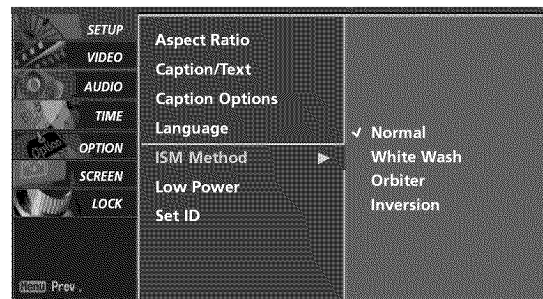 SETUP
VIDEO
AUDIO
TIME
OPTION
SCREEN
LOCK
Menu Prev.
Aspect Ratio
Caption/Text
Caption Options
Language
ISM Method
Low Power
Set ID
✓ Normal
White Wash
Orbiter
Inversion